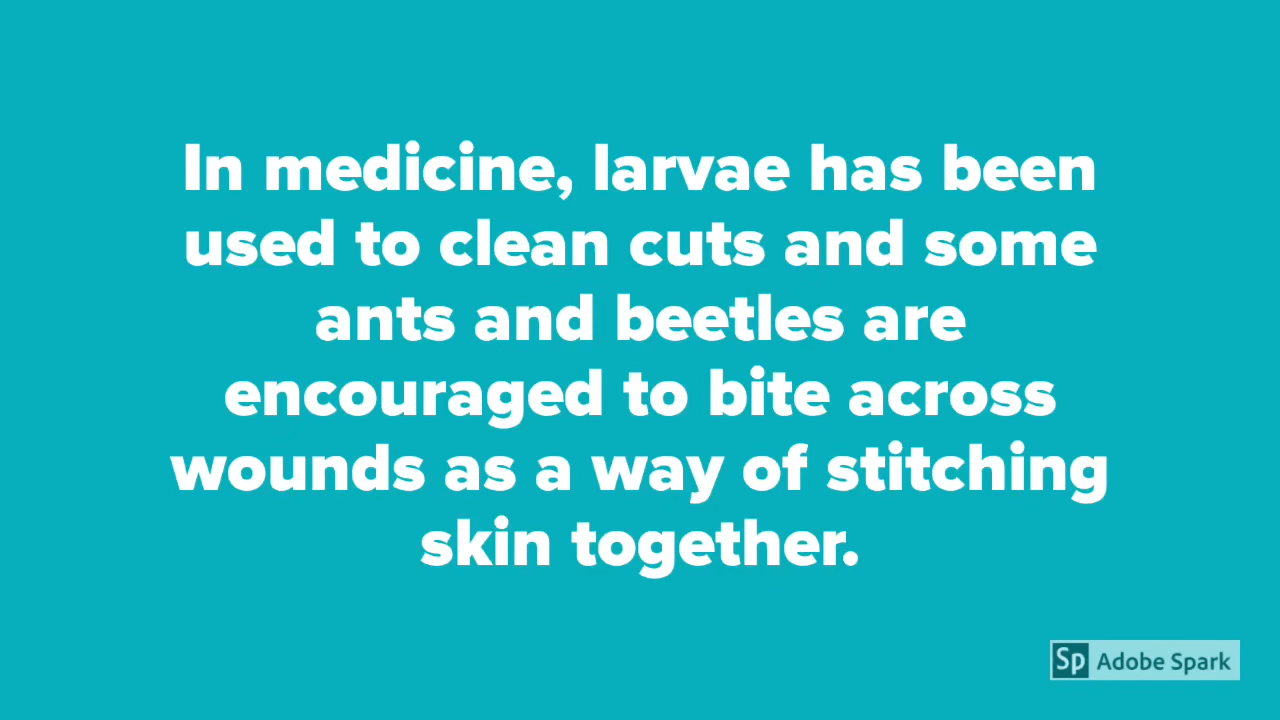 In medicine, larvae has been
used to clean cuts and some
ants and beetles are
encouraged to bite across
wounds as a way of stitching
skin together.
Sp Adobe Spark